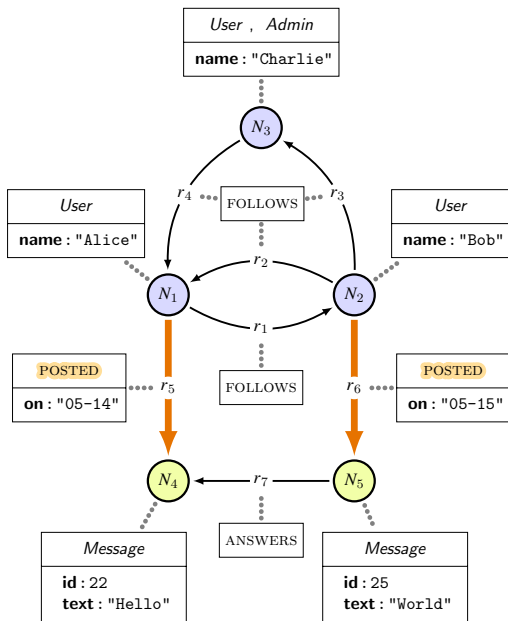 User , Admin
name : "Charlie"
N3
r4
FOLLOWS
r3
User
name : "Alice"
User
name : "Bob"
r2
N1
N2
r1
POSTED
on : "05-14"
r5
FOLLOWS
r6
POSTED
on : "05-15"
N4
r7
N5
ANSWERS
Message
id : 22
text : "Hello"
Message
id : 25
text : "World"